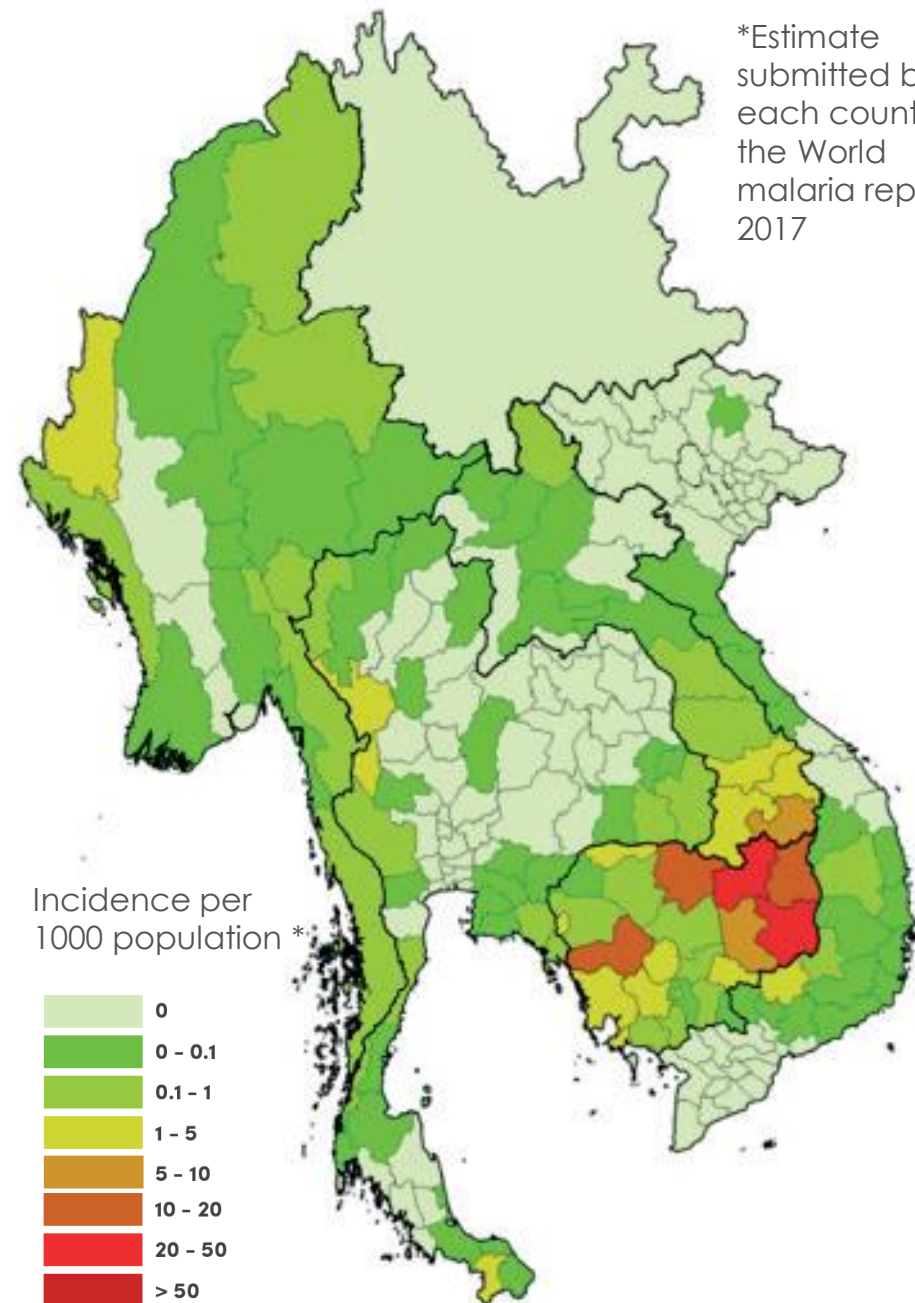 *Estimate
submitted b
each count
the World
malaria rep
2017
Incidence per
1000 population *
0
0 - 0.1
0.1 - 1
1 - 5
5 - 10
10 - 20
20 - 50
> 50